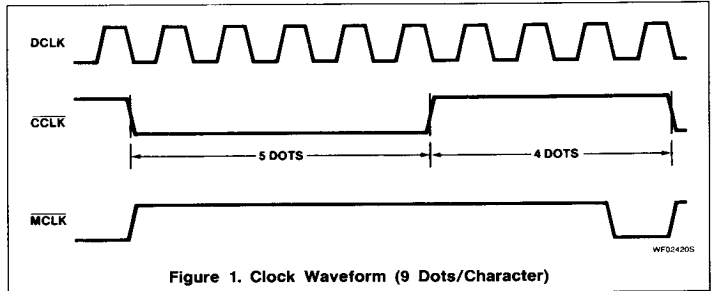 DCLK
CCLK
5 DOTS
4 DOTS
MCLK
WF02420S
Figure 1. Clock Waveform (9 Dots/Character)